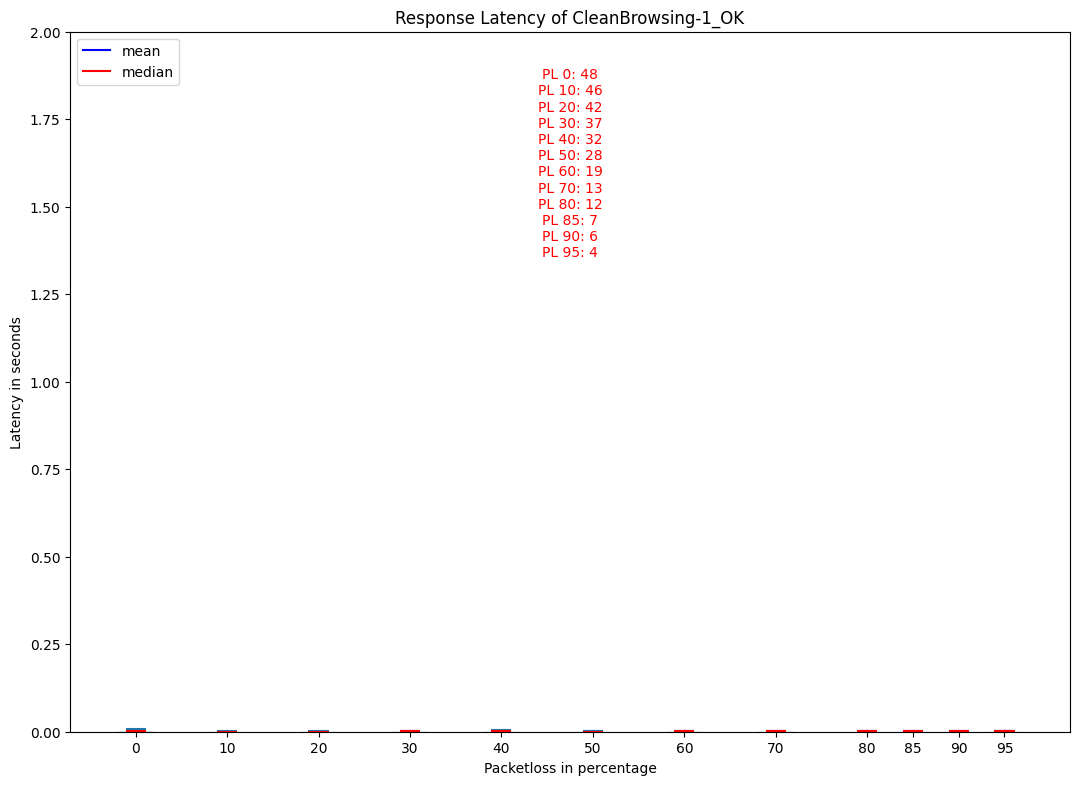 Response Latency of CleanBrowsing-1_OK
mean
median
PL 0: 48
PL 10: 46
PL 20: 42
PL 30: 37
PL 40: 32
PL 50: 28
PL 60: 19
PL 70: 13
PL 80: 12
PL 85: 7
PL 90: 6
PL 95: 4
Latency in seconds
2.00
1.75
1.50
1.25
1.00
0.75
0.50
0.25
0.00
0 10 20 30 40 50 60 70 80 85 90 95
Packetloss in percentage